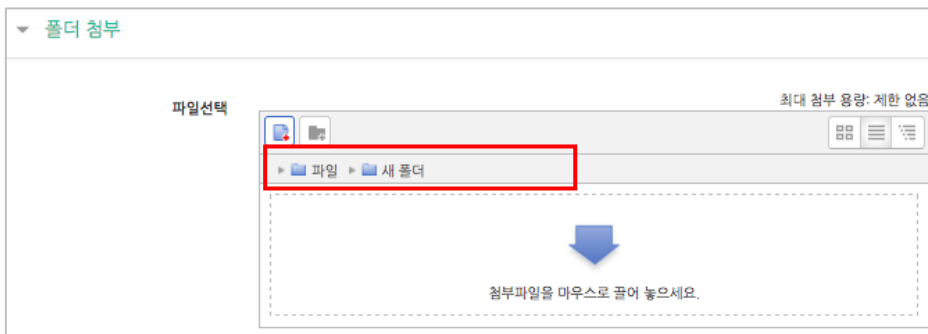 폴더 첨부
최대 첨부 용량: 제한 없음
파일선택
파일 새 폴더
첨부파일을 마우스로 끌어 놓으세요.